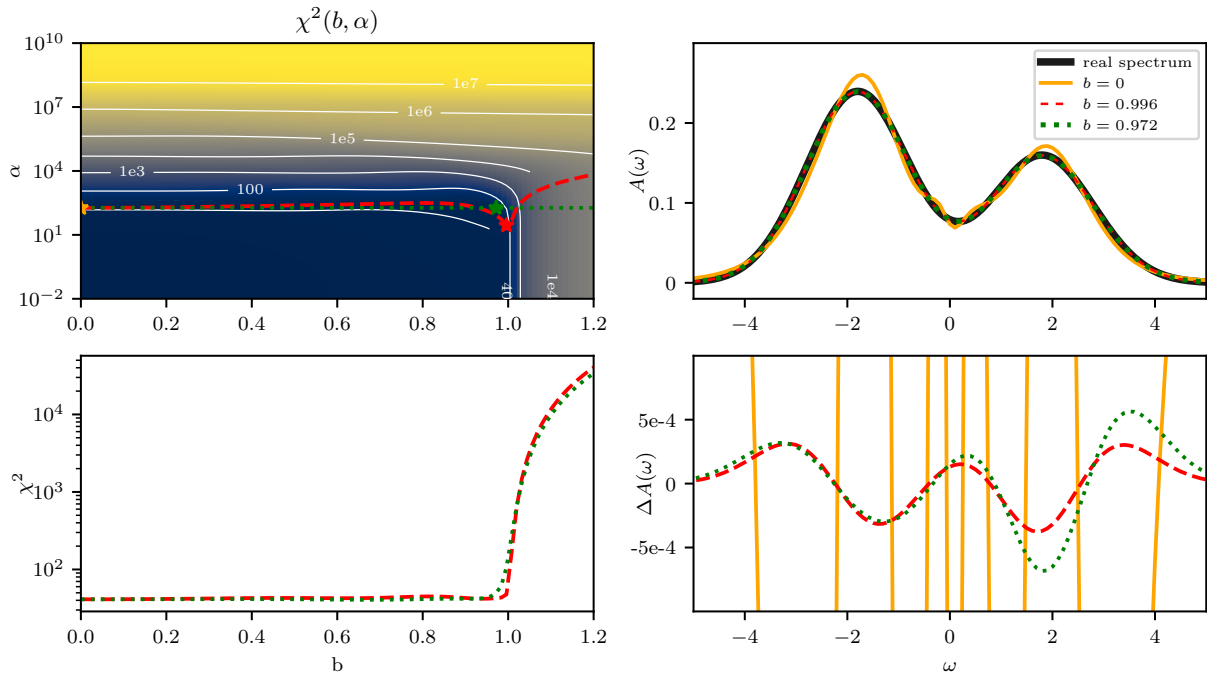 χ²(b, α)
10¹⁰
10⁷
10⁴
10¹
10⁻²
α
1e7
1e6
1e5
1e3
100
40
1e4
0.0 0.2 0.4 0.6 0.8 1.0 1.2
real spectrum
b = 0
b = 0.996
b = 0.972
A(ω)
0.2
0.1
0
−4 −2 0 2 4
χ²
10⁴
10³
10²
0.0 0.2 0.4 0.6 0.8 1.0 1.2
b
ΔA(ω)
5e-4
0
-5e-4
−4 −2 0 2 4
ω